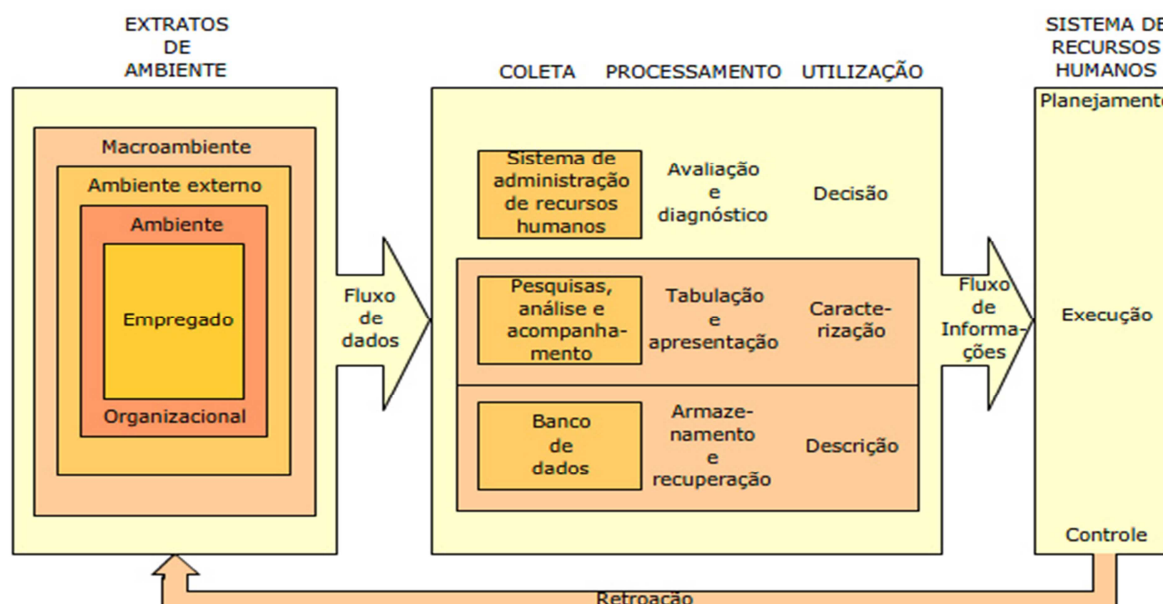 EXTRATOS
DE
AMBIENTE
Macroambiente
Ambiente externo
Ambiente
Empregado
Organizacional
Fluxo
de
dados
COLETA PROCESSAMENTO UTILIZAÇÃO
Sistema de
administração
de recursos
humanos
Avaliação
e
diagnóstico
Decisão
Pesquisas,
análise e
acompanha-
mento
Tabulação
e
apresentação
Caracte-
rização
Banco
de
dados
Armaze-
namento
e
recuperação
Descrição
Fluxo
de
Informa-
ções
SISTEMA DE
RECURSOS
HUMANOS
Planejamento
Execução
Controle
Retroação